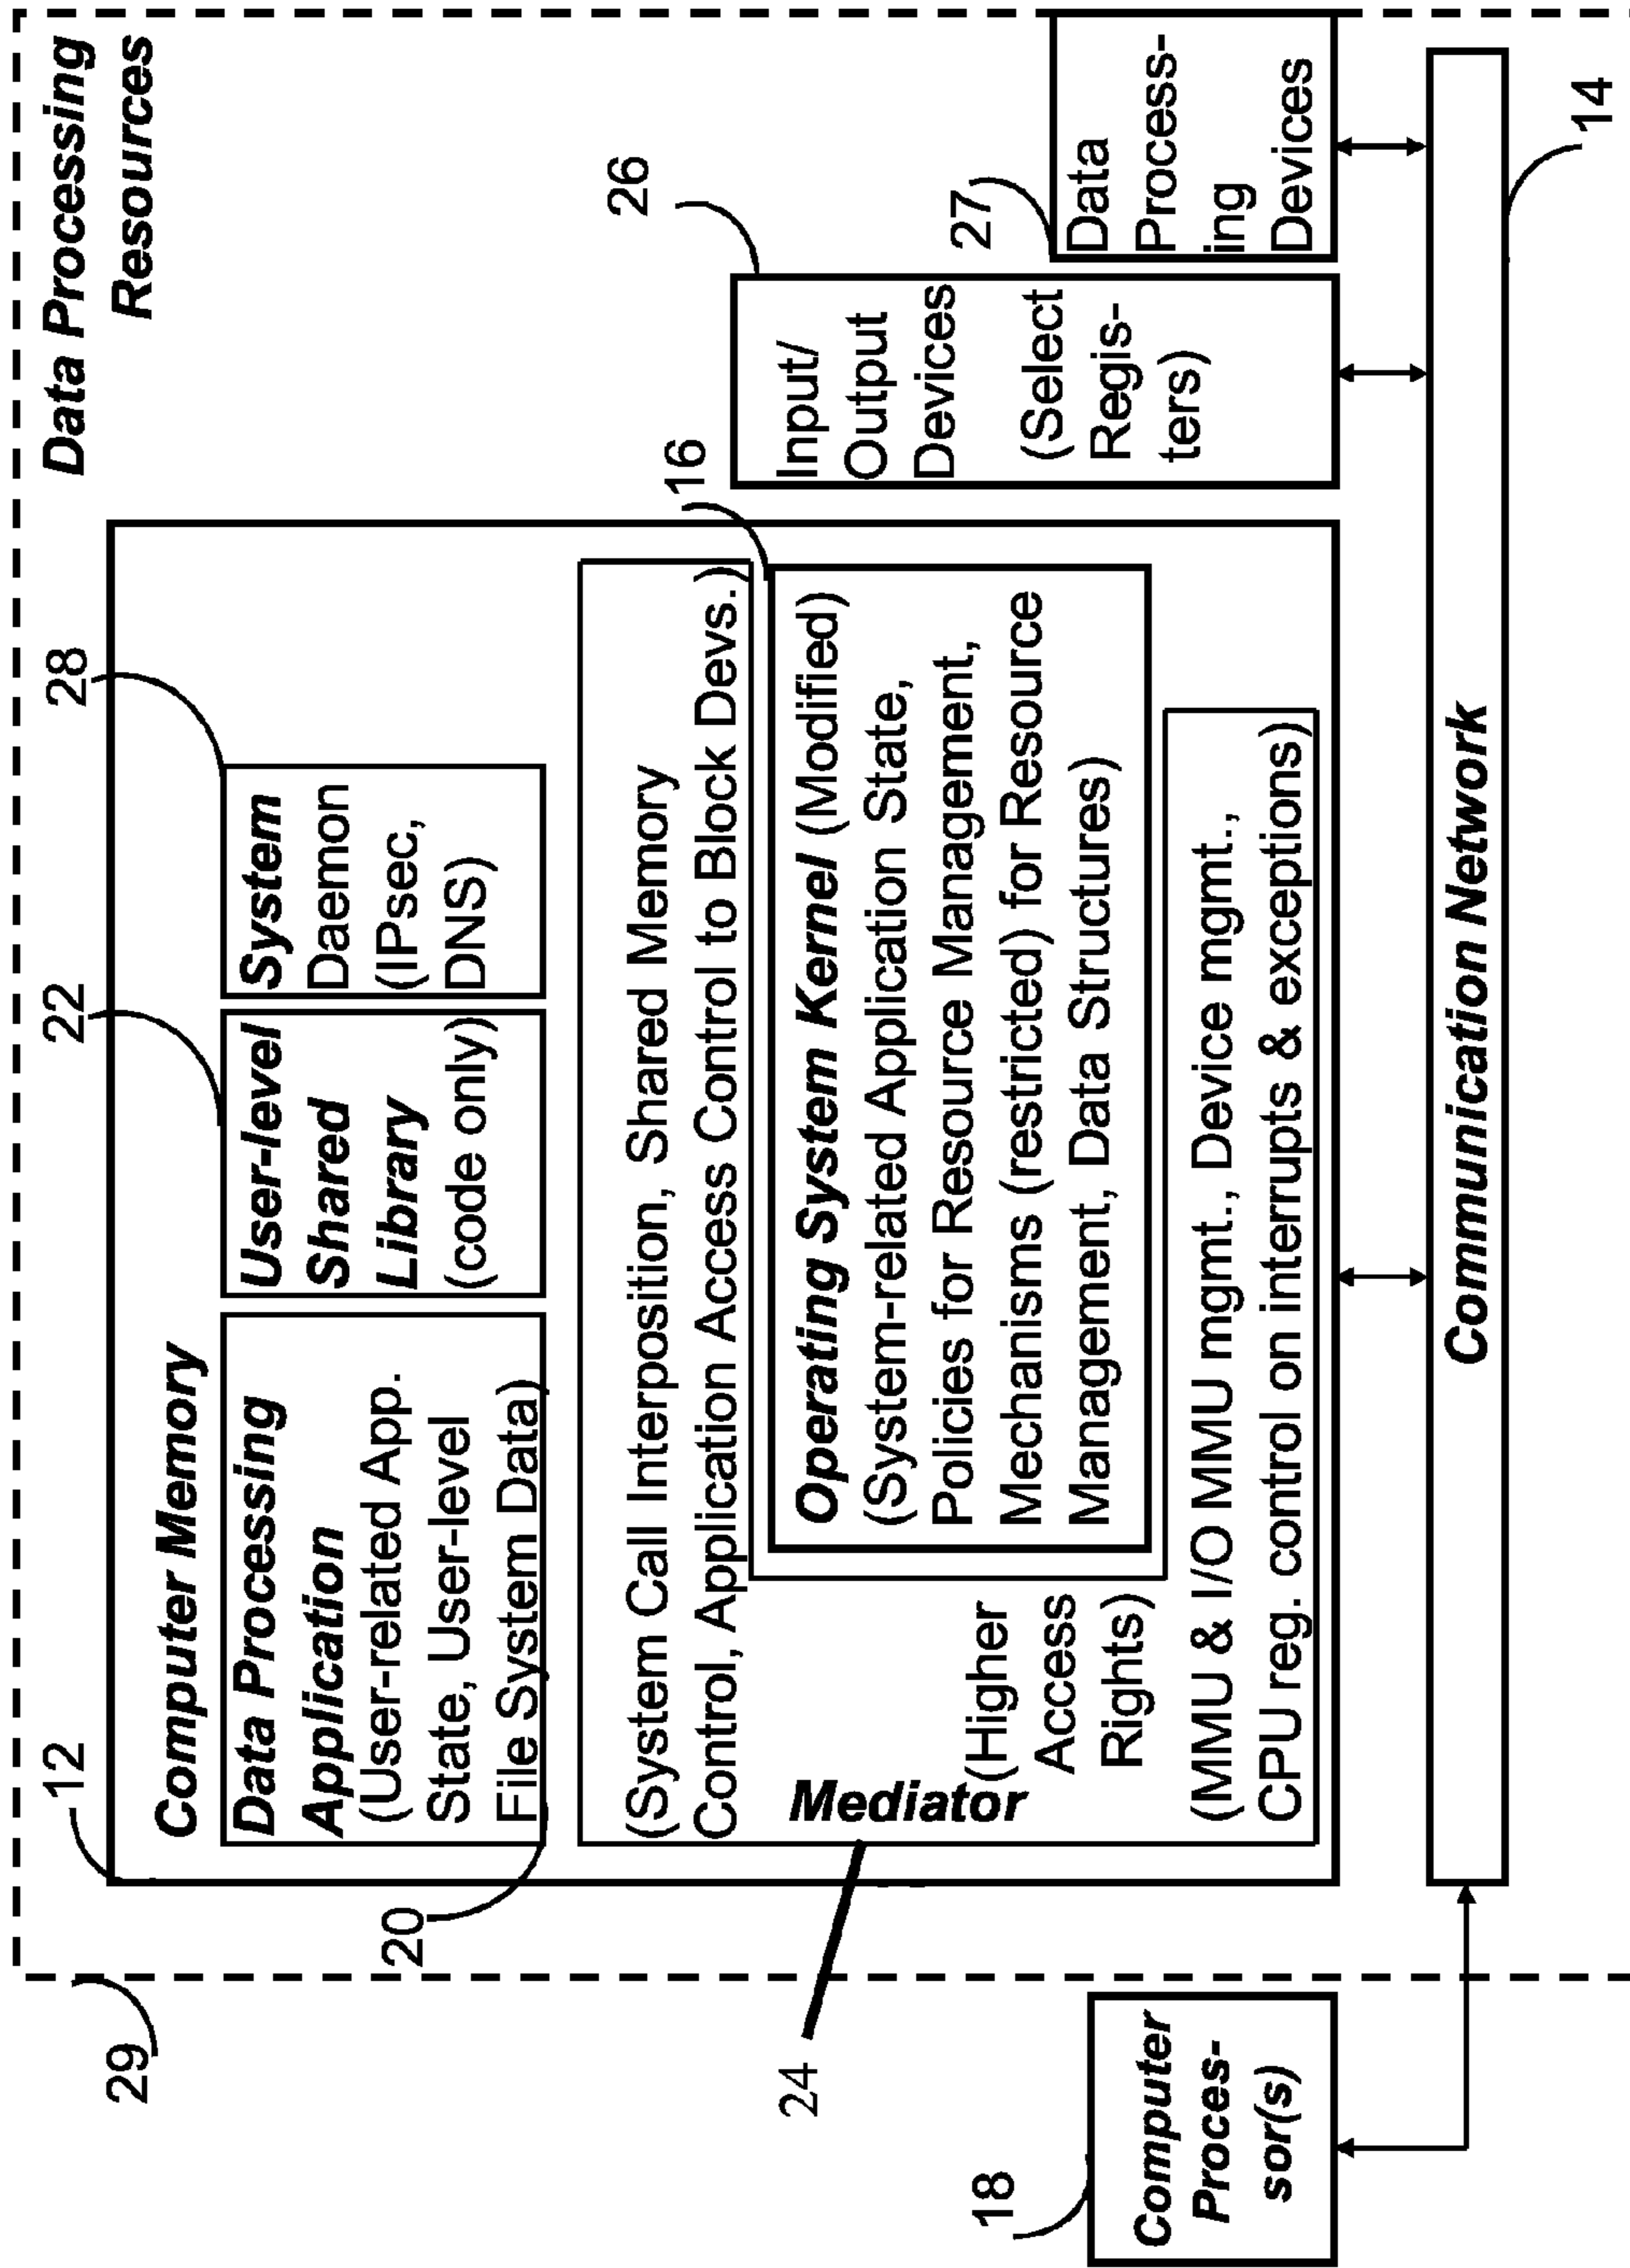 Data Processing
Resources
29
12
Computer Memory
Data Processing
Application
(User-related App.
State, User-level
File System Data)
20
22
User-level
Shared
Library
(code only)
28
System
Daemon
(IPsec,
DNS)
(System Call Interposition, Shared Memory
Control, Application Access Control to Block Devs.)
24
Mediator
(Higher
Access
Rights)
16
Operating System Kernel (Modified)
(System-related Application State,
Policies for Resource Management,
Mechanisms (restricted) for Resource
Management, Data Structures)
(MMU & I/O MMU mgmt., Device mgmt.,
CPU reg. control on interrupts & exceptions)
26
Input/
Output
Devices
(Select
Regis-
ters)
27
Data
Process-
ing
Devices
18
Computer
Proces-
sor(s)
Communication Network
14